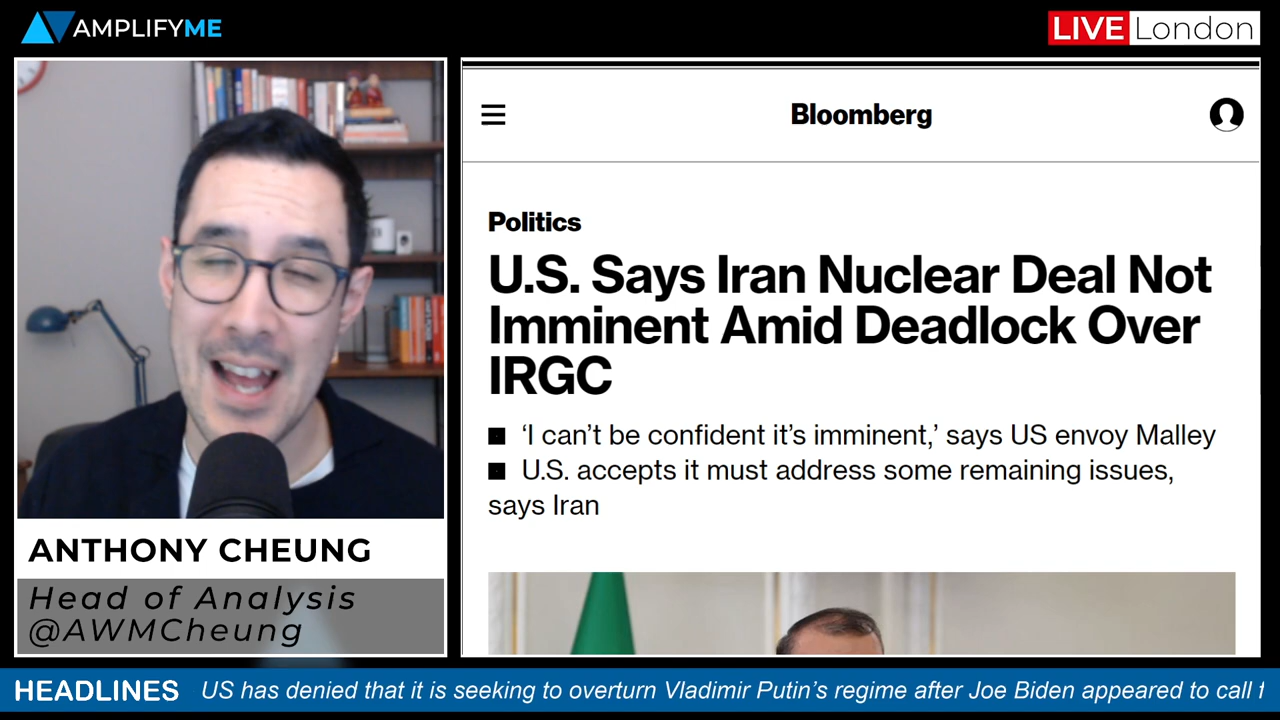 AMPLIFYME
LIVE London
Bloomberg
Politics
U.S. Says Iran Nuclear Deal Not
Imminent Amid Deadlock Over
IRGC
‘I can’t be confident it’s imminent,’ says US envoy Malley
U.S. accepts it must address some remaining issues,
says Iran
ANTHONY CHEUNG
Head of Analysis
@AWMCheung
HEADLINES US has denied that it is seeking to overturn Vladimir Putin’s regime after Joe Biden appeared to call